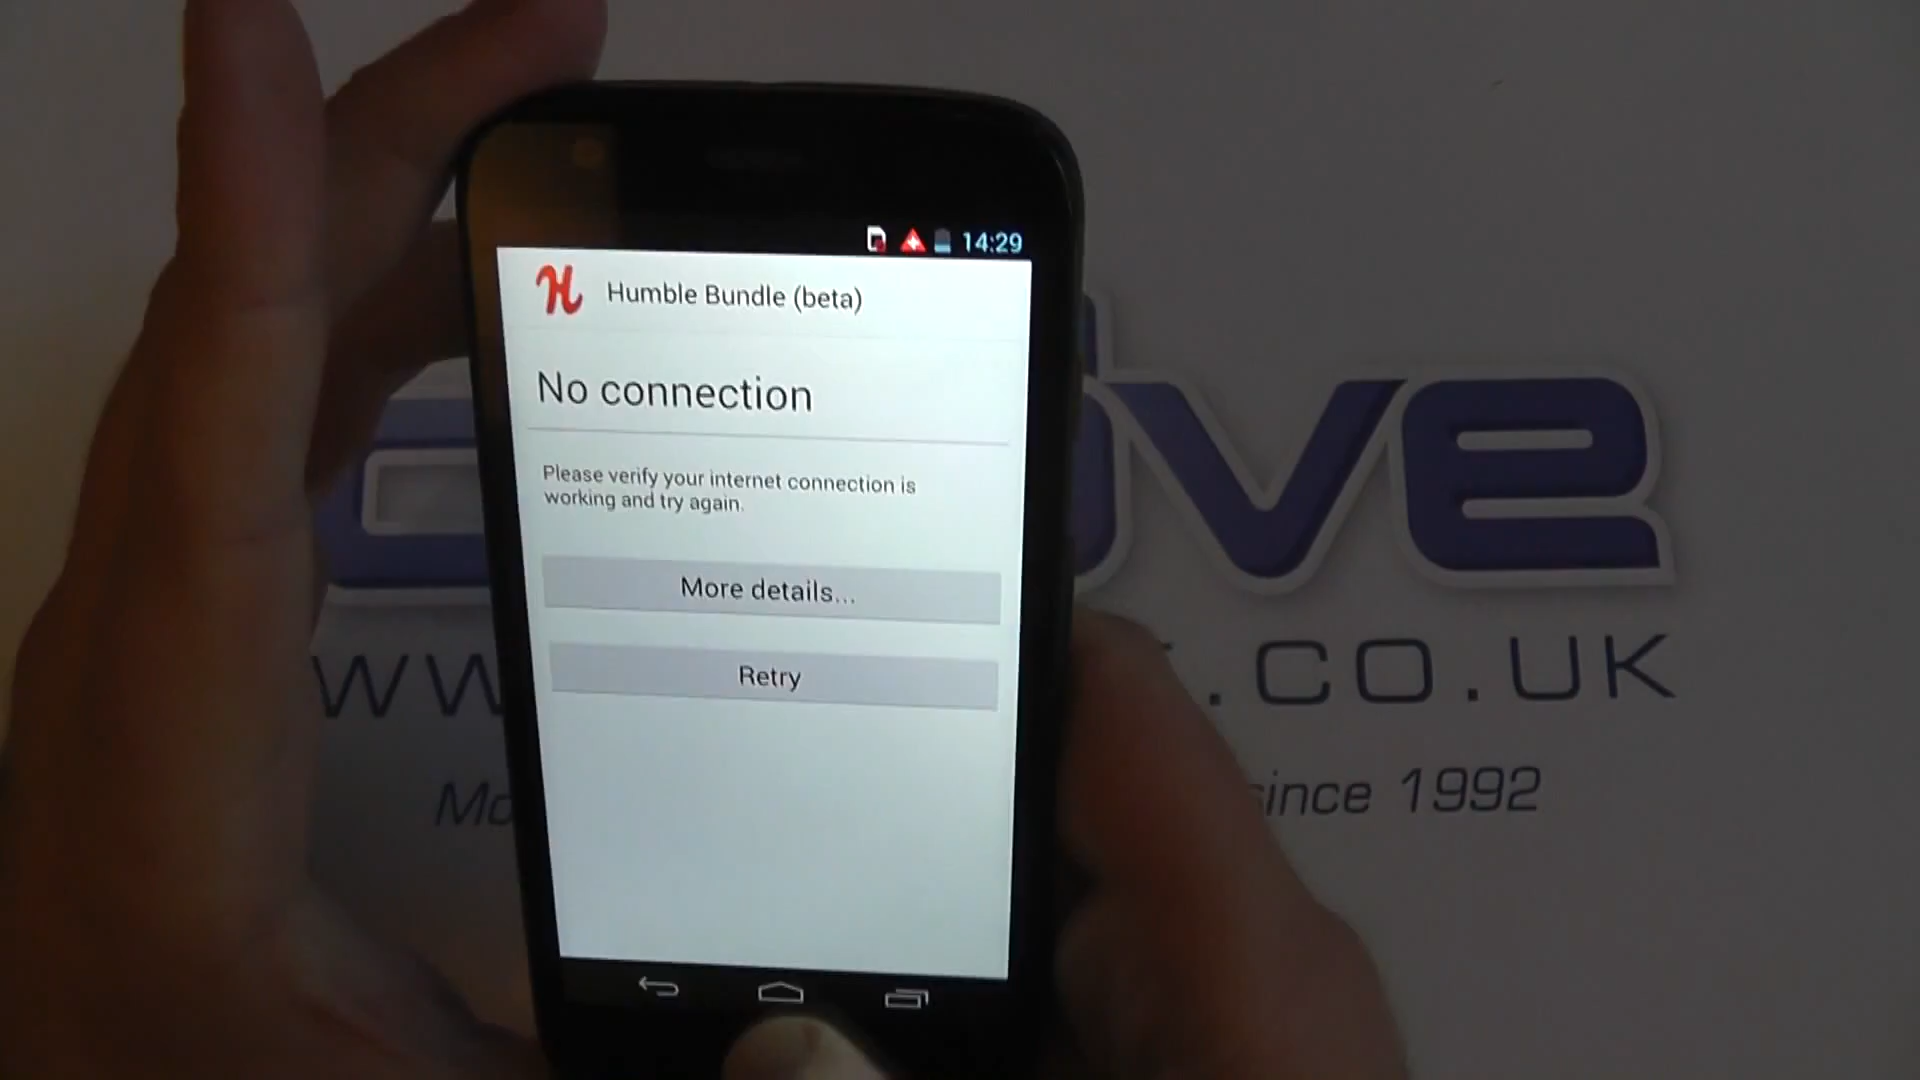 14:29
Humble Bundle (beta)
No connection
Please verify your internet connection is
working and try again.
More details...
Retry
.CO.UK
since 1992